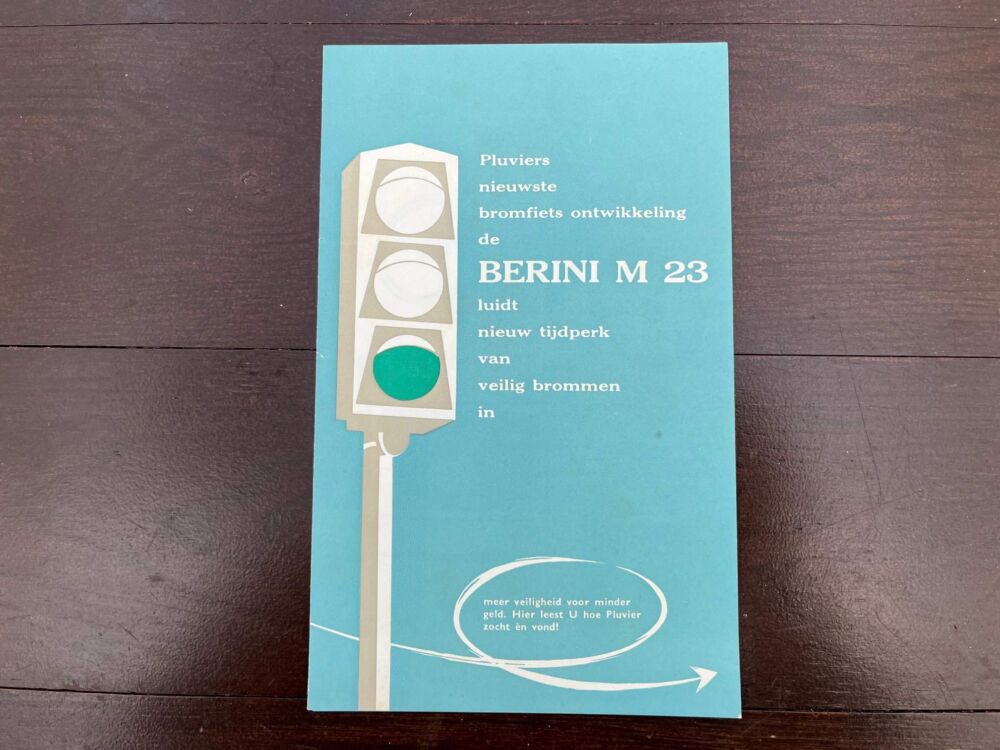 Pluviers
nieuwste
bromfiets ontwikkeling
de
BERINI M 23
luidt
nieuw tijdperk
van
veilig brommen
in
meer veiligheid voor minder
geld. Hier leest U hoe Pluvier
zocht èn vond!